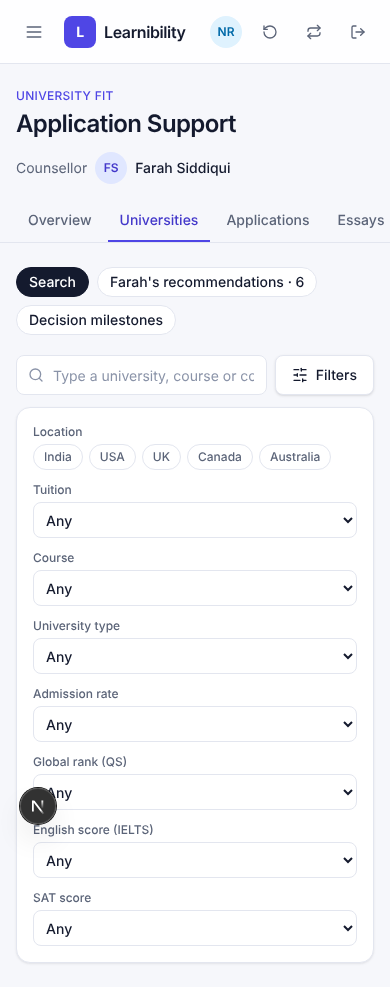 L Learnibility NR
UNIVERSITY FIT
Application Support
Counsellor FS Farah Siddiqui
Overview Universities Applications Essays
Search Farah's recommendations · 6
Decision milestones
Type a university, course or cc Filters
Location
India USA UK Canada Australia
Tuition
Any
Course
Any
University type
Any
Admission rate
Any
Global rank (QS)
Any
N
English score (IELTS)
Any
SAT score
Any